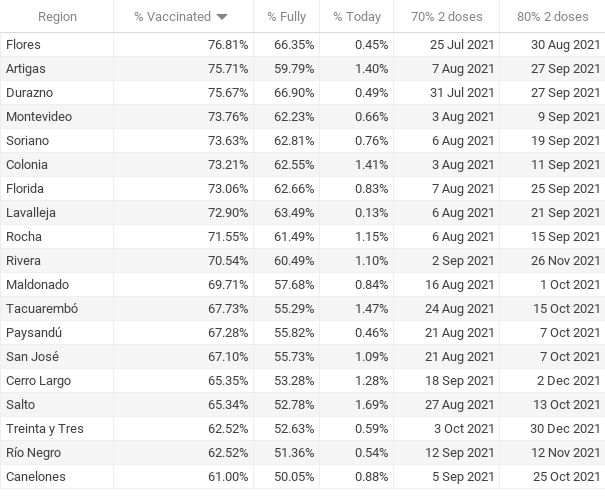 Region % Vaccinated % Fully % Today 70% 2 doses 80% 2 doses
Flores 76.81% 66.35% 0.45% 25 Jul 2021 30 Aug 2021
Artigas 75.71% 59.79% 1.40% 7 Aug 2021 27 Sep 2021
Durazno 75.67% 66.90% 0.49% 31 Jul 2021 27 Sep 2021
Montevideo 73.76% 62.23% 0.66% 3 Aug 2021 9 Sep 2021
Soriano 73.63% 62.81% 0.76% 6 Aug 2021 19 Sep 2021
Colonia 73.21% 62.55% 1.41% 3 Aug 2021 11 Sep 2021
Florida 73.06% 62.66% 0.83% 7 Aug 2021 25 Sep 2021
Lavalleja 72.90% 63.49% 0.13% 6 Aug 2021 21 Sep 2021
Rocha 71.55% 61.49% 1.15% 6 Aug 2021 15 Sep 2021
Rivera 70.54% 60.49% 1.10% 2 Sep 2021 26 Nov 2021
Maldonado 69.71% 57.68% 0.84% 16 Aug 2021 1 Oct 2021
Tacuarembó 67.73% 55.29% 1.47% 24 Aug 2021 15 Oct 2021
Paysandú 67.28% 55.82% 0.46% 21 Aug 2021 7 Oct 2021
San José 67.10% 55.73% 1.09% 21 Aug 2021 7 Oct 2021
Cerro Largo 65.35% 53.28% 1.28% 18 Sep 2021 2 Dec 2021
Salto 65.34% 52.78% 1.69% 27 Aug 2021 13 Oct 2021
Treinta y Tres 62.52% 52.63% 0.59% 3 Oct 2021 30 Dec 2021
Río Negro 62.52% 51.36% 0.54% 12 Sep 2021 12 Nov 2021
Canelones 61.00% 50.05% 0.88% 5 Sep 2021 25 Oct 2021